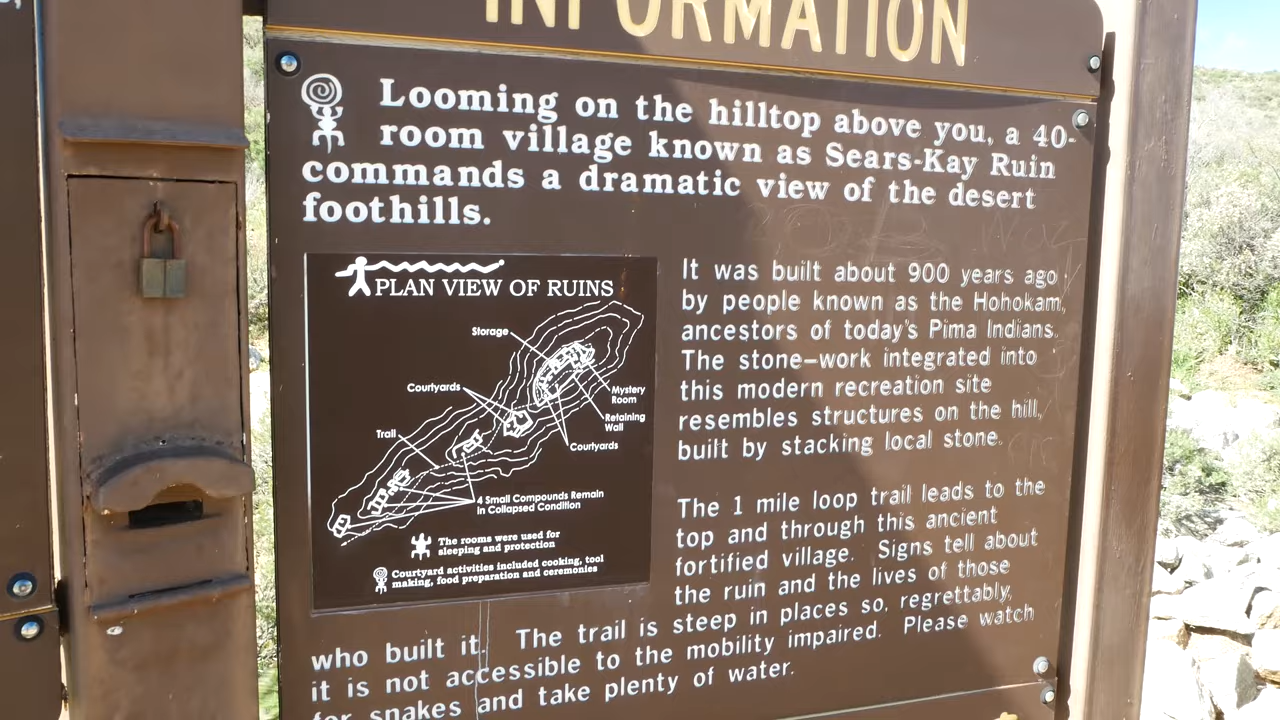 INFORMATION
Looming on the hilltop above you, a 40-
room village known as Sears-Kay Ruin
commands a dramatic view of the desert
foothills.
PLAN VIEW OF RUINS
Storage
Courtyards
Mystery
Room
Retaining
Wall
Trail
Courtyards
4 Small Compounds Remain
in Collapsed Condition
The rooms were used for
sleeping and protection
Courtyard activities included cooking, tool
making, food preparation and ceremonies
It was built about 900 years ago
by people known as the Hohokam,
ancestors of today's Pima Indians.
The stone-work integrated into
this modern recreation site
resembles structures on the hill,
built by stacking local stone.
The 1 mile loop trail leads to the
top and through this ancient
fortified village. Signs tell about
the ruin and the lives of those
who built it. The trail is steep in places so, regrettably,
it is not accessible to the mobility impaired. Please watch
for snakes and take plenty of water.